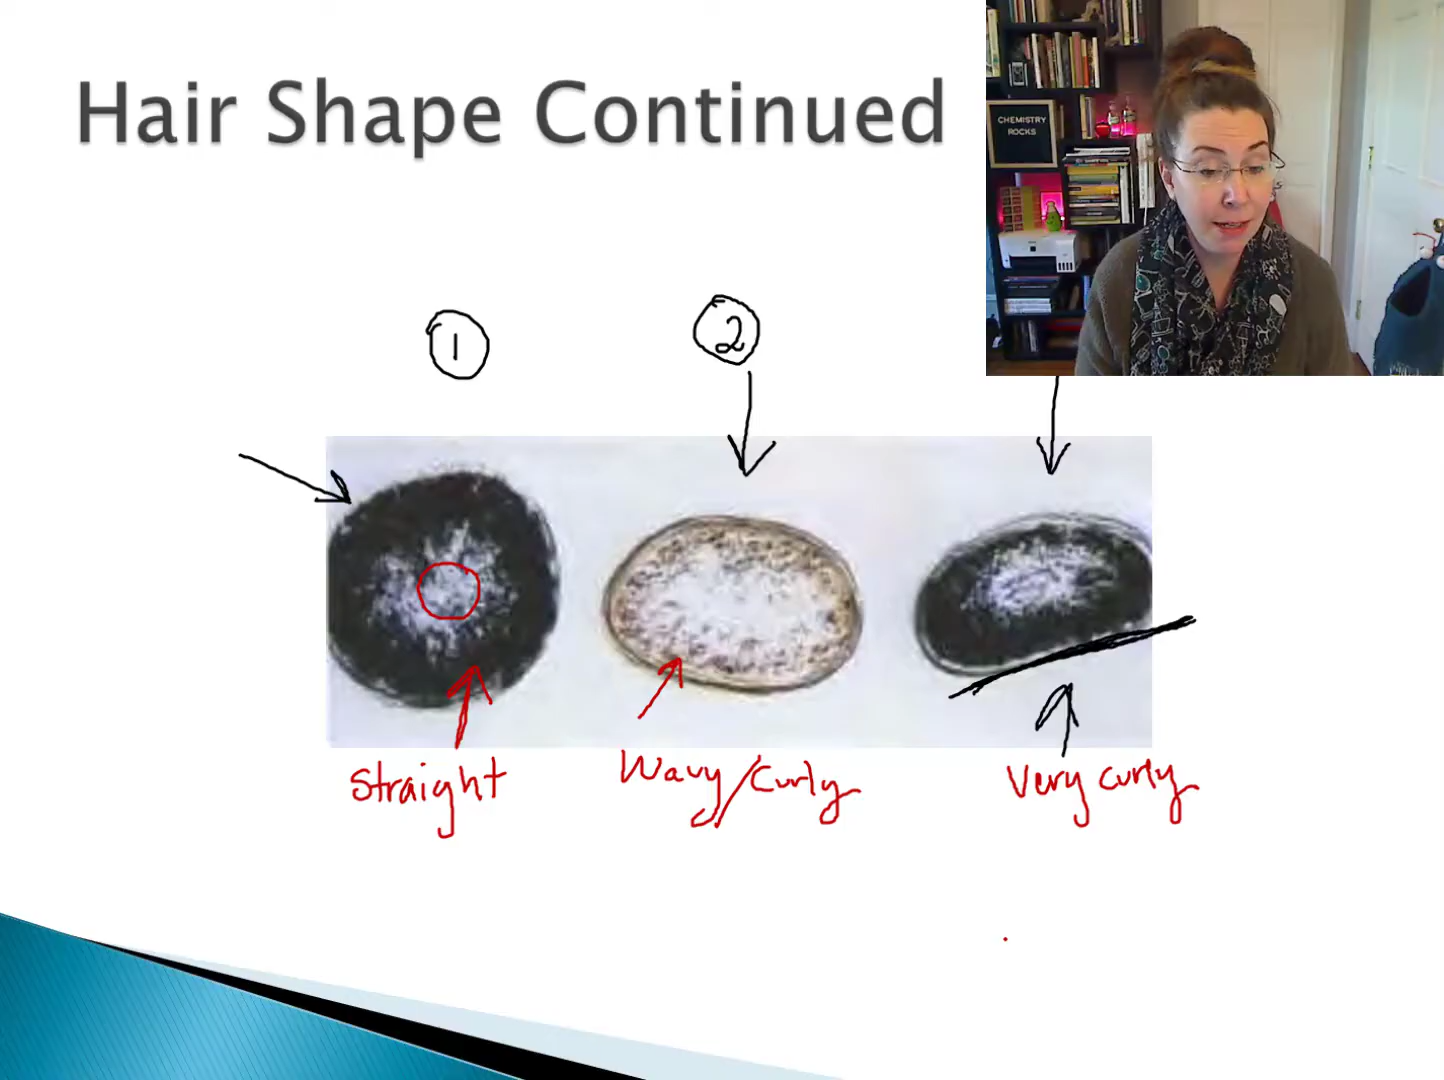 Hair Shape Continued
CHEMISTRY
ROCKS
1
2
Straight
Wavy/Curly
Very curly